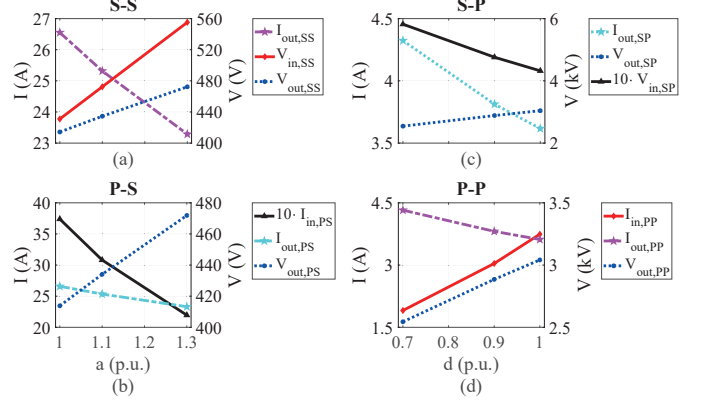 S-S
27
26
25
24
23
I (A)
560
520
480
440
400
V (V)
I_out,SS
V_in,SS
V_out,SS
(a)
S-P
4.5
4
3.5
I (A)
6
4
2
V (kV)
I_out,SP
V_out,SP
10· V_in,SP
(c)
P-S
40
35
30
25
20
I (A)
480
460
440
420
400
V (V)
10· I_in,PS
I_out,PS
V_out,PS
1 1.1 1.2 1.3
a (p.u.)
(b)
P-P
4.5
3
1.5
I (A)
3.5
3
2.5
V (kV)
I_in,PP
I_out,PP
V_out,PP
0.7 0.8 0.9 1
d (p.u.)
(d)